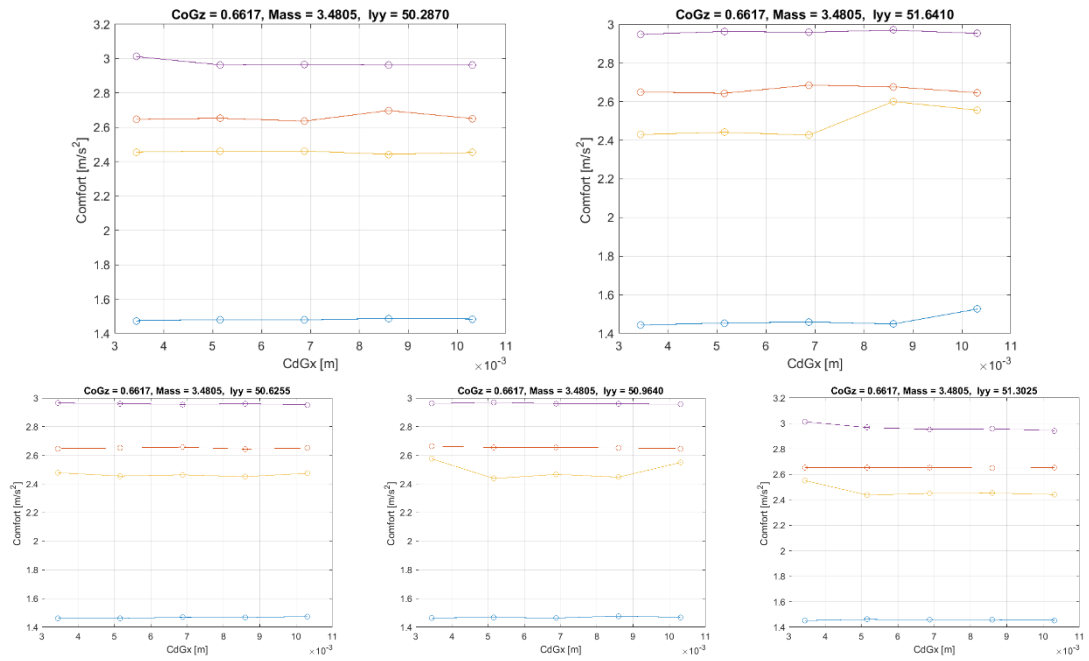 CoGz = 0.6617, Mass = 3.4805,  Iyy = 50.2870
3.2
3
2.8
2.6
2.4
2.2
2
1.8
1.6
1.4
Comfort [m/s²]
3 4 5 6 7 8 9 10 11
CdGx [m]
×10⁻³
CoGz = 0.6617, Mass = 3.4805,  Iyy = 51.6410
3
2.8
2.6
2.4
2.2
2
1.8
1.6
1.4
Comfort [m/s²]
3 4 5 6 7 8 9 10 11
CdGx [m]
×10⁻³
CoGz = 0.6617, Mass = 3.4805,  Iyy = 50.6255
3
2.8
2.6
2.4
2.2
2
1.8
1.6
1.4
Comfort [m/s²]
3 4 5 6 7 8 9 10 11
CdGx [m]
×10⁻³
CoGz = 0.6617, Mass = 3.4805,  Iyy = 50.9640
3
2.8
2.6
2.4
2.2
2
1.8
1.6
1.4
Comfort [m/s²]
3 4 5 6 7 8 9 10 11
CdGx [m]
×10⁻³
CoGz = 0.6617, Mass = 3.4805,  Iyy = 51.3025
3.2
3
2.8
2.6
2.4
2.2
2
1.8
1.6
1.4
Comfort [m/s²]
3 4 5 6 7 8 9 10 11
CdGx [m]
×10⁻³